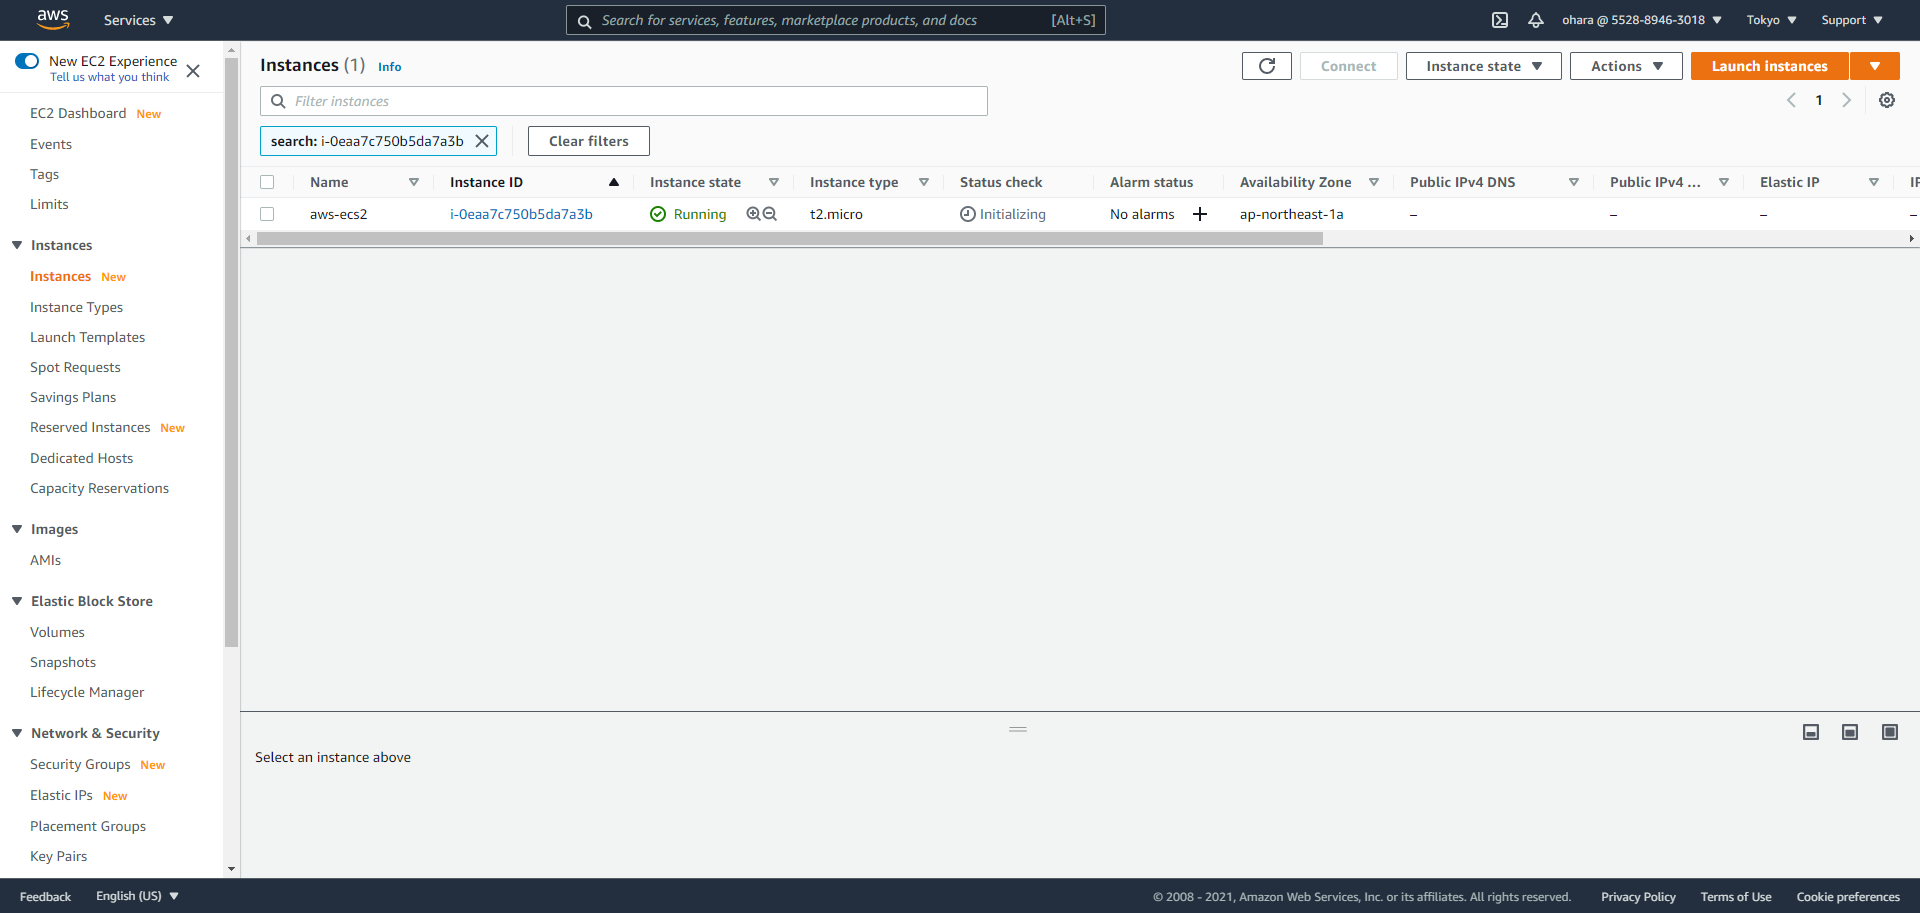 aws Services Search for services, features, marketplace products, and docs [Alt+S] ohara @ 5528-8946-3018 Tokyo Support
New EC2 Experience
Tell us what you think
EC2 Dashboard New
Events
Tags
Limits
Instances
Instances New
Instance Types
Launch Templates
Spot Requests
Savings Plans
Reserved Instances New
Dedicated Hosts
Capacity Reservations
Images
AMIs
Elastic Block Store
Volumes
Snapshots
Lifecycle Manager
Network & Security
Security Groups New
Elastic IPs New
Placement Groups
Key Pairs
Instances (1) Info
Connect Instance state Actions Launch instances
Filter instances
1
search: i-0eaa7c750b5da7a3b Clear filters
Name Instance ID Instance state Instance type Status check Alarm status Availability Zone Public IPv4 DNS Public IPv4 ... Elastic IP
aws-ecs2 i-0eaa7c750b5da7a3b Running t2.micro Initializing No alarms + ap-northeast-1a – – – –
Select an instance above
Feedback English (US) © 2008 - 2021, Amazon Web Services, Inc. or its affiliates. All rights reserved. Privacy Policy Terms of Use Cookie preferences